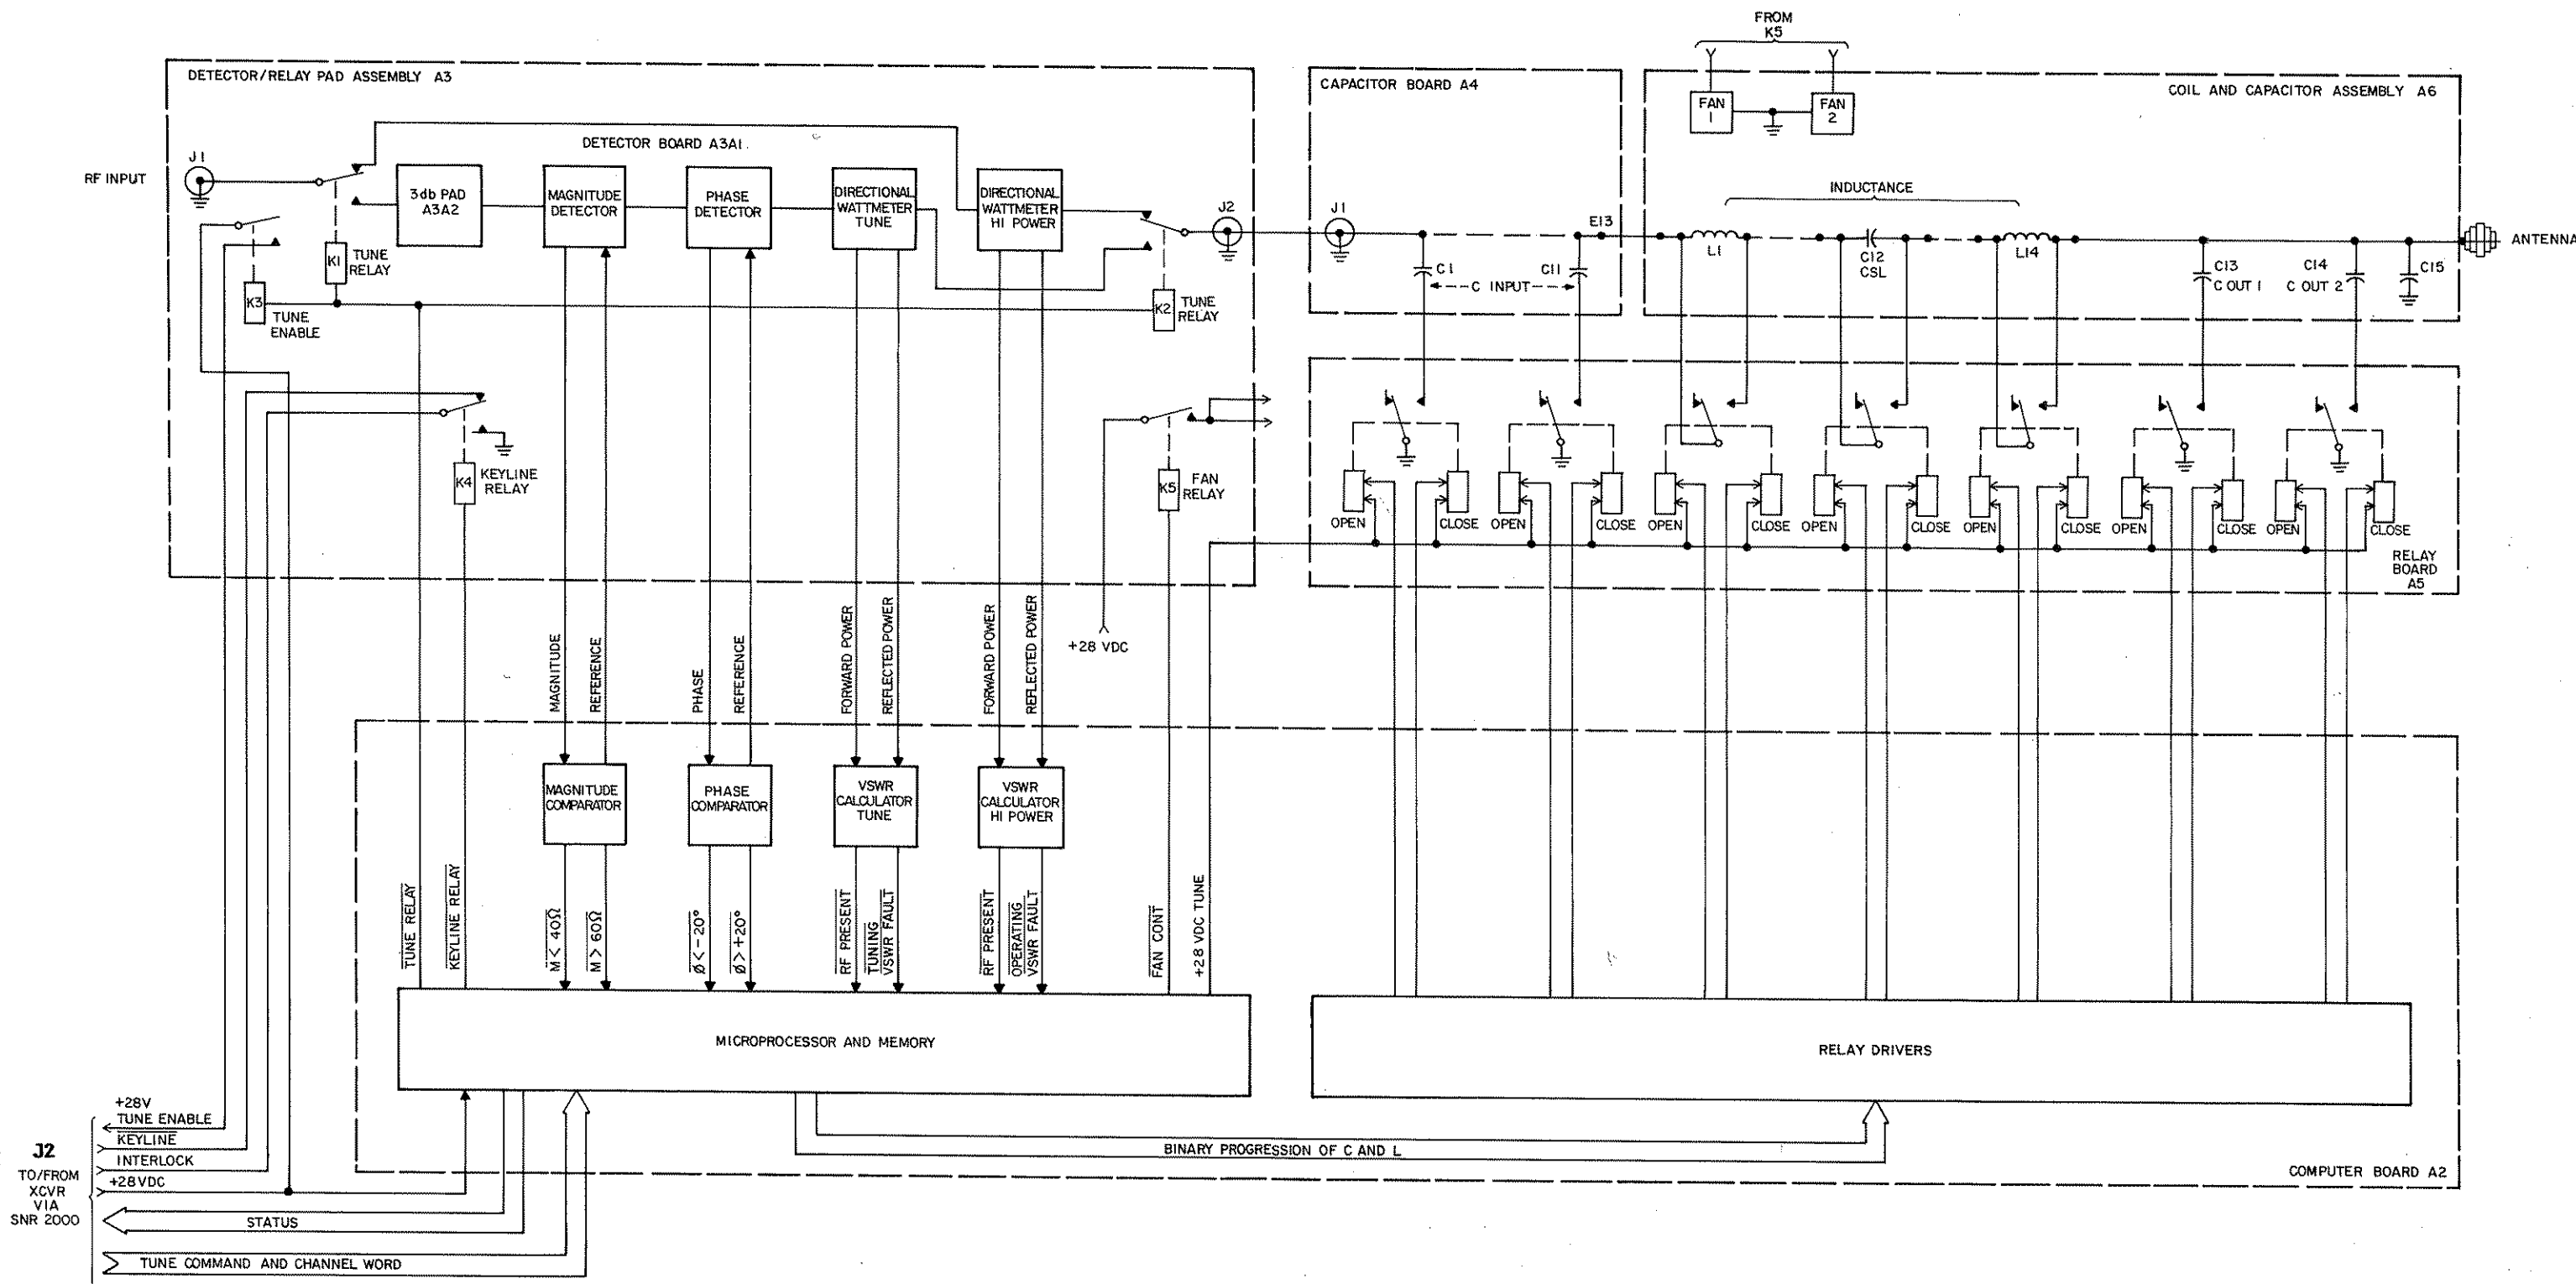 FROM
K5
DETECTOR/RELAY PAD ASSEMBLY A3
CAPACITOR BOARD A4
COIL AND CAPACITOR ASSEMBLY A6
FAN
1
FAN
2
DETECTOR BOARD A3A1.
RF INPUT
J1
3db PAD
A3A2
MAGNITUDE
DETECTOR
PHASE
DETECTOR
DIRECTIONAL
WATTMETER
TUNE
DIRECTIONAL
WATTMETER
HI POWER
J2
J1
E13
INDUCTANCE
L1
C12
CSL
L14
ANTENNA
K1
TUNE
RELAY
K3
TUNE
ENABLE
K2
TUNE
RELAY
C1
C11
C INPUT
C13
C OUT 1
C14
C OUT 2
C15
K4
KEYLINE
RELAY
K5
FAN
RELAY
OPEN
CLOSE
OPEN
CLOSE
OPEN
CLOSE
OPEN
CLOSE
OPEN
CLOSE
OPEN
CLOSE
OPEN
CLOSE
RELAY
BOARD
A5
MAGNITUDE
REFERENCE
PHASE
REFERENCE
FORWARD POWER
REFLECTED POWER
FORWARD POWER
REFLECTED POWER
+28 VDC
MAGNITUDE
COMPARATOR
PHASE
COMPARATOR
VSWR
CALCULATOR
TUNE
VSWR
CALCULATOR
HI POWER
TUNE RELAY
KEYLINE RELAY
M < 40Ω
M > 60Ω
Ø < -20°
Ø > +20°
RF PRESENT
TUNING
VSWR FAULT
RF PRESENT
OPERATING
VSWR FAULT
FAN CONT
+28 VDC TUNE
MICROPROCESSOR AND MEMORY
RELAY DRIVERS
BINARY PROGRESSION OF C AND L
COMPUTER BOARD A2
+28V
TUNE ENABLE
KEYLINE
INTERLOCK
+28VDC
STATUS
TUNE COMMAND AND CHANNEL WORD
J2
TO/FROM
XCVR
VIA
SNR 2000